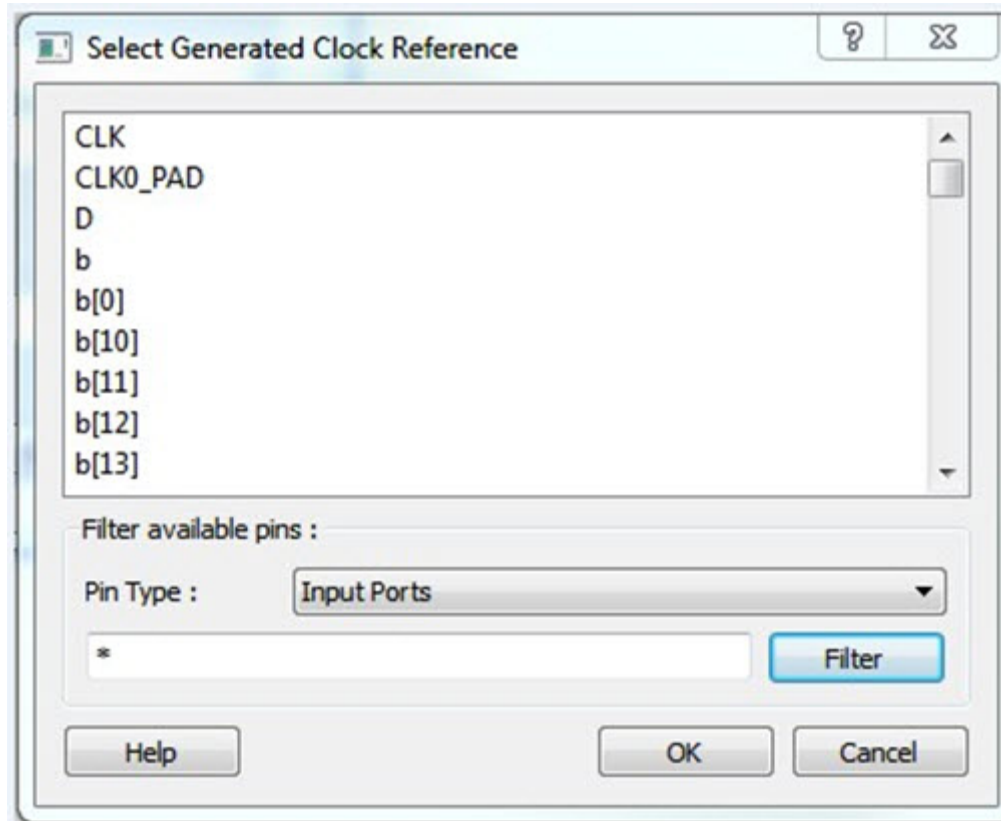 Select Generated Clock Reference
CLK
CLK0_PAD
D
b
b[0]
b[10]
b[11]
b[12]
b[13]
Filter available pins :
Pin Type : Input Ports
* Filter
Help OK Cancel